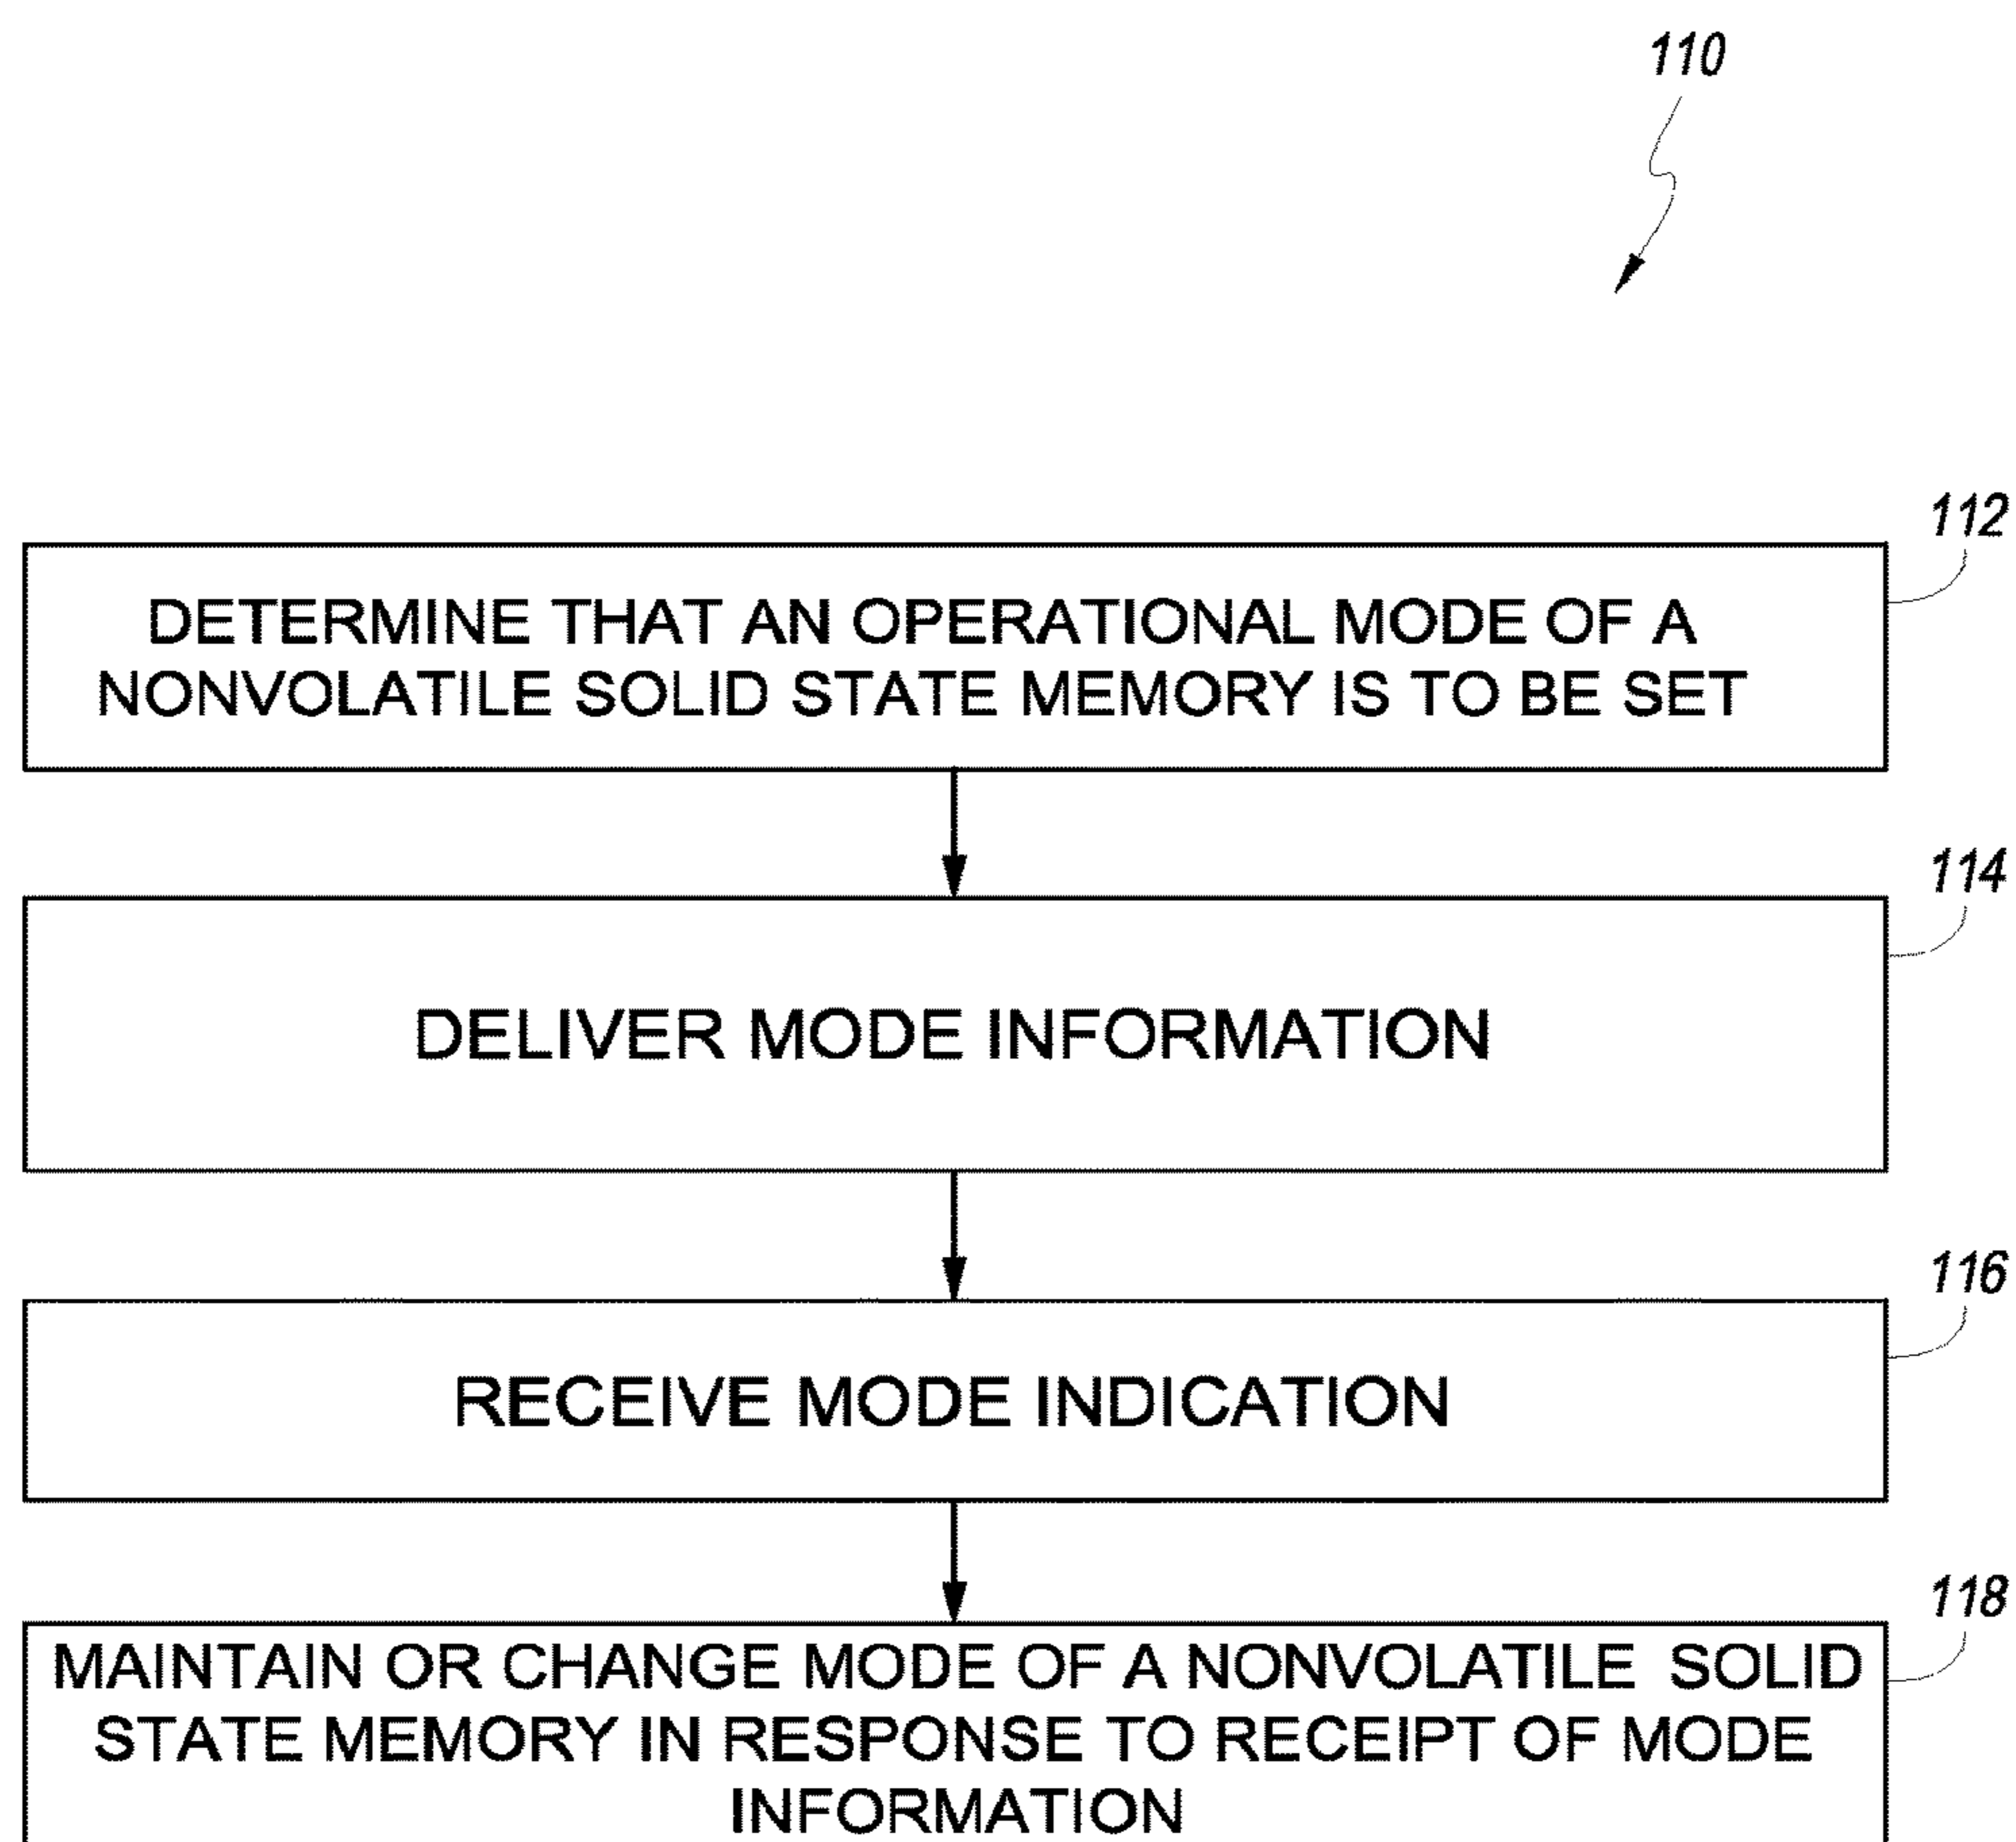 110
112
DETERMINE THAT AN OPERATIONAL MODE OF A
NONVOLATILE SOLID STATE MEMORY IS TO BE SET
114
DELIVER MODE INFORMATION
116
RECEIVE MODE INDICATION
118
MAINTAIN OR CHANGE MODE OF A NONVOLATILE SOLID
STATE MEMORY IN RESPONSE TO RECEIPT OF MODE
INFORMATION